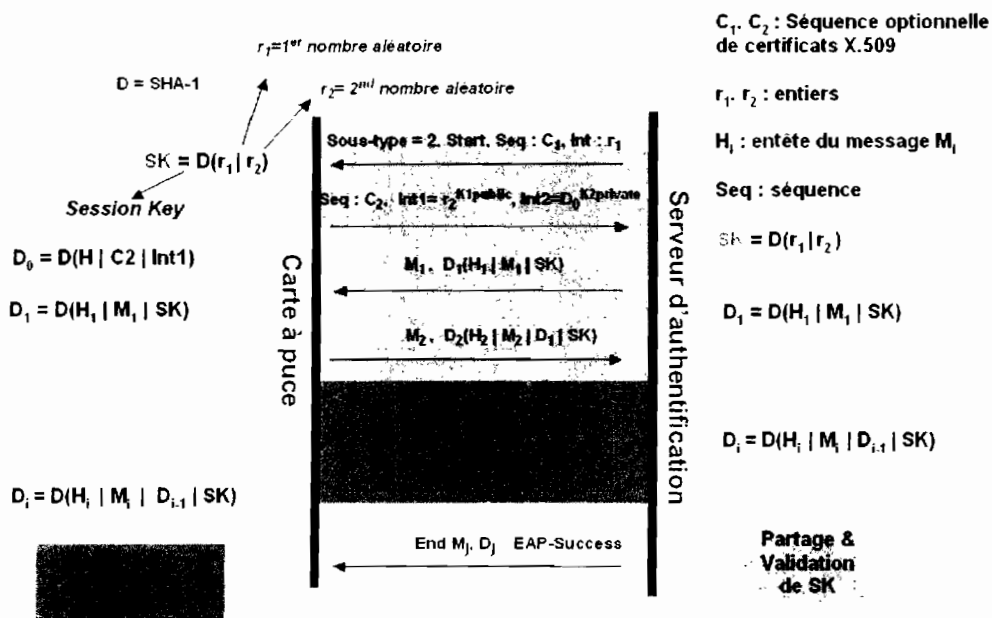 r₁=1ᵉʳ nombre aléatoire
D = SHA-1
r₂= 2ⁿᵈ nombre aléatoire
SK = D(r₁ | r₂)
Session Key
D₀ = D(H | C2 | Int1)
D₁ = D(H₁ | M₁ | SK)
Dᵢ = D(Hᵢ | Mᵢ | Dᵢ₋₁ | SK)
Carte à puce
Sous-type = 2. Start. Seq : C₁, Int : r₁
Seq : C₂, Int1= r₂^K1public, Int2=D₀^K2private
M₁, D₁(H₁ | M₁ | SK)
M₂, D₂(H₂ | M₂ | D₁ | SK)
End Mⱼ, Dⱼ EAP-Success
Serveur d'authentification
C₁. C₂ : Séquence optionnelle
de certificats X.509
r₁. r₂ : entiers
Hᵢ : entête du message Mᵢ
Seq : séquence
SK = D(r₁ | r₂)
D₁ = D(H₁ | M₁ | SK)
Dᵢ = D(Hᵢ | Mᵢ | Dᵢ₋₁ | SK)
Partage &
Validation
de SK